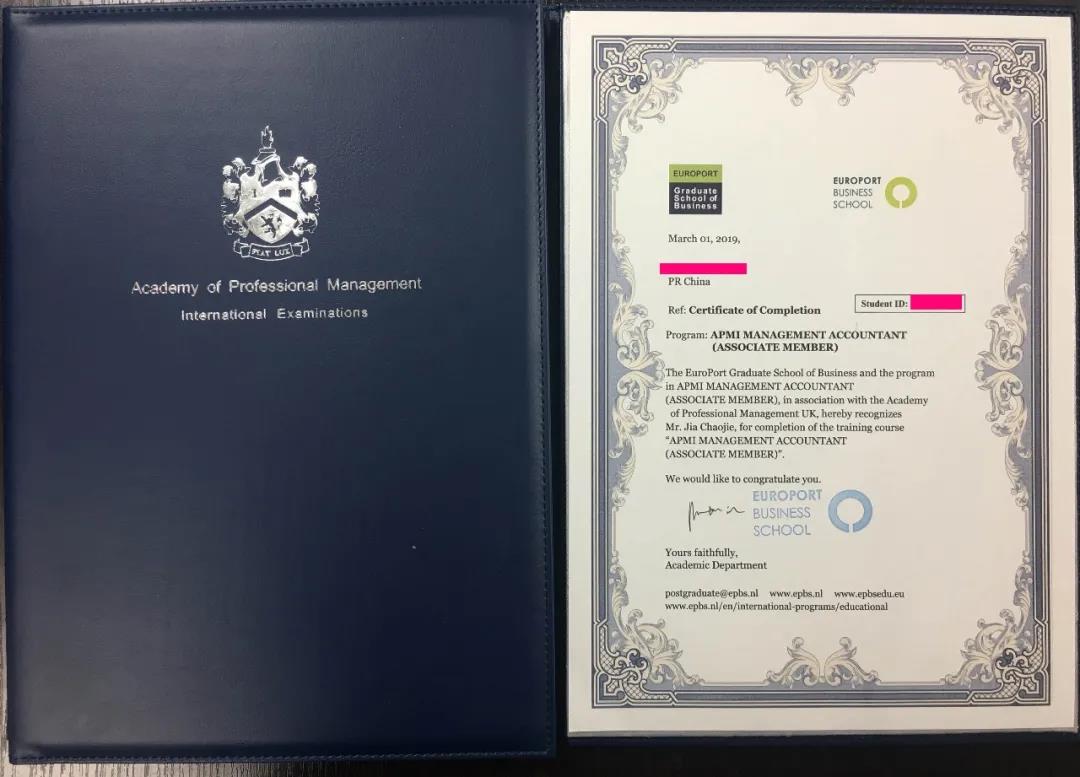 FIAT LUX
Academy of Professional Management
International Examinations
EUROPORT
Graduate
School of
Business
EUROPORT
BUSINESS
SCHOOL
March 01, 2019,
PR China
Student ID:
Ref: Certificate of Completion
Program: APMI MANAGEMENT ACCOUNTANT
(ASSOCIATE MEMBER)
The EuroPort Graduate School of Business and the program
in APMI MANAGEMENT ACCOUNTANT
(ASSOCIATE MEMBER), in association with the Academy
of Professional Management UK, hereby recognizes
Mr. Jia Chaojie, for completion of the training course
“APMI MANAGEMENT ACCOUNTANT
(ASSOCIATE MEMBER)”.
We would like to congratulate you.
EUROPORT
BUSINESS
SCHOOL
Yours faithfully,
Academic Department
postgraduate@epbs.nl www.epbs.nl www.epbsedu.eu
www.epbs.nl/en/international-programs/educational